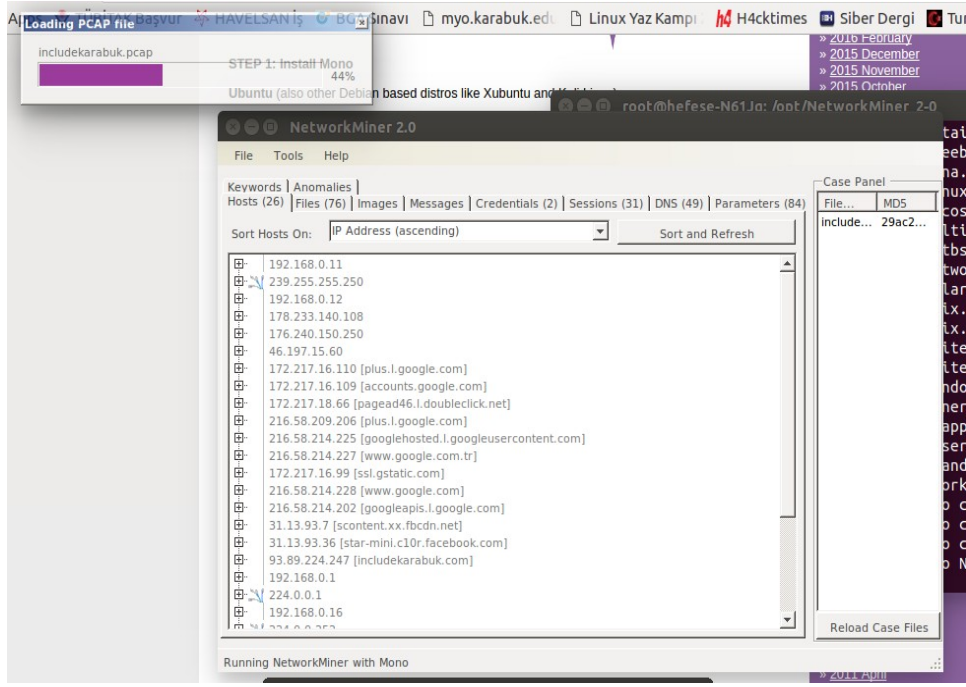 TÜBİTAK Başvur HAVELSAN İş BGA Sınavı myo.karabuk.edu Linux Yaz Kampı H4cktimes Siber Dergi
Loading PCAP file
includekarabuk.pcap
44%
STEP 1: Install Mono
Ubuntu (also other Debian based distros like Xubuntu and
» 2016 February
» 2015 December
» 2015 November
» 2015 October
root@hefese-N61Jq: /opt/NetworkMiner_2-0
NetworkMiner 2.0
File Tools Help
Keywords Anomalies
Hosts (26) Files (76) Images Messages Credentials (2) Sessions (31) DNS (49) Parameters (84)
Sort Hosts On: IP Address (ascending) Sort and Refresh
192.168.0.11
239.255.255.250
192.168.0.12
178.233.140.108
176.240.150.250
46.197.15.60
172.217.16.110 [plus.l.google.com]
172.217.16.109 [accounts.google.com]
172.217.18.66 [pagead46.l.doubleclick.net]
216.58.209.206 [plus.l.google.com]
216.58.214.225 [googlehosted.l.googleusercontent.com]
216.58.214.227 [www.google.com.tr]
172.217.16.99 [ssl.gstatic.com]
216.58.214.228 [www.google.com]
216.58.214.202 [googleapis.l.google.com]
31.13.93.7 [scontent.xx.fbcdn.net]
31.13.93.36 [star-mini.c10r.facebook.com]
93.89.224.247 [includekarabuk.com]
192.168.0.1
224.0.0.1
192.168.0.16
Case Panel
File... MD5
include... 29ac2...
Reload Case Files
Running NetworkMiner with Mono
» 2011 April